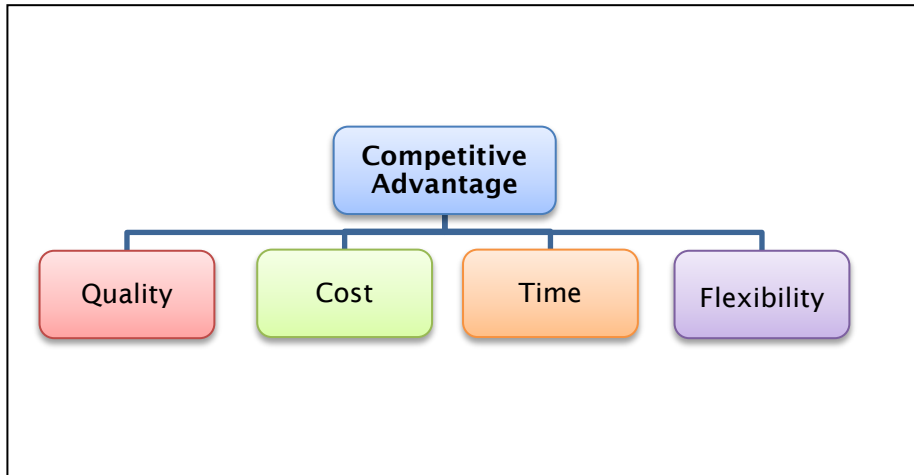 Competitive
Advantage
Quality
Cost
Time
Flexibility